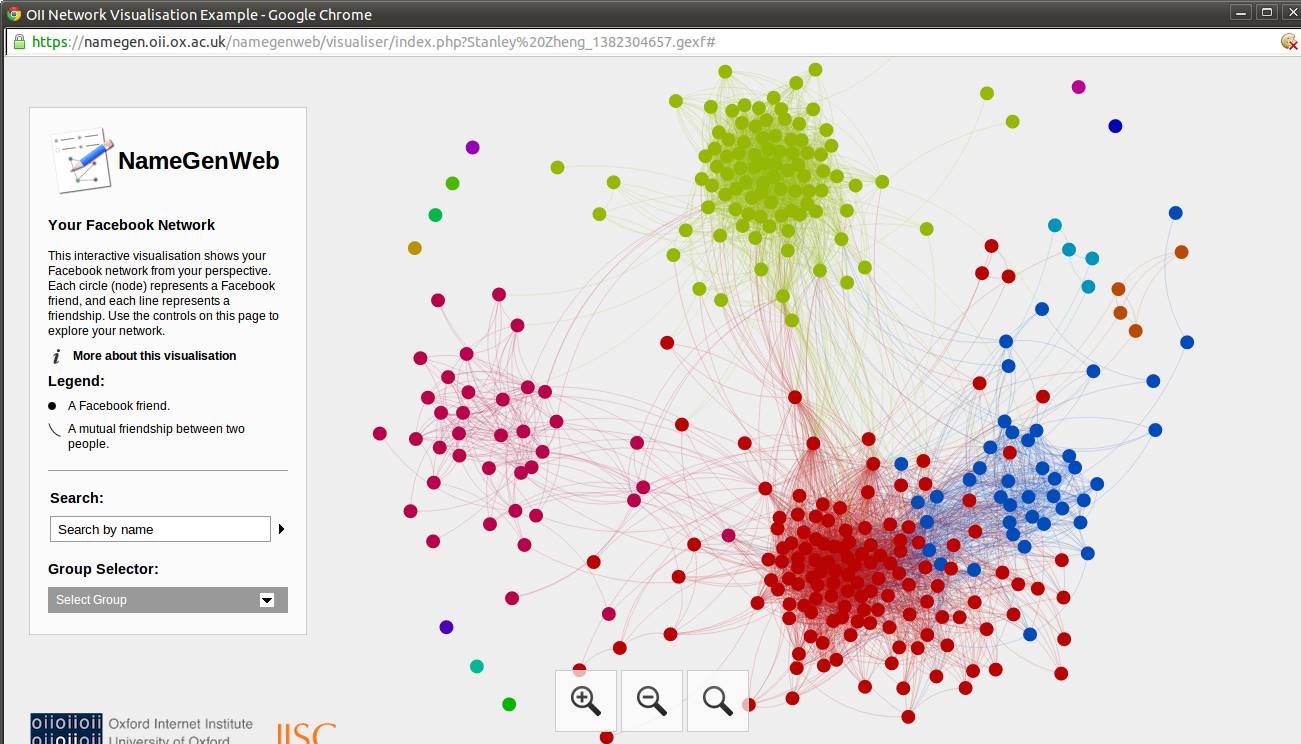 OII Network Visualisation Example - Google Chrome
https://namegen.oii.ox.ac.uk/namegenweb/visualiser/index.php?Stanley%20Zheng_1382304657.gexf#
NameGenWeb
Your Facebook Network
This interactive visualisation shows your
Facebook network from your perspective.
Each circle (node) represents a Facebook
friend, and each line represents a
friendship. Use the controls on this page to
explore your network.
i More about this visualisation
Legend:
A Facebook friend.
A mutual friendship between two
people.
Search:
Search by name
Group Selector:
Select Group
oiioiioii Oxford Internet Institute
oiioiioii University of Oxford
JISC